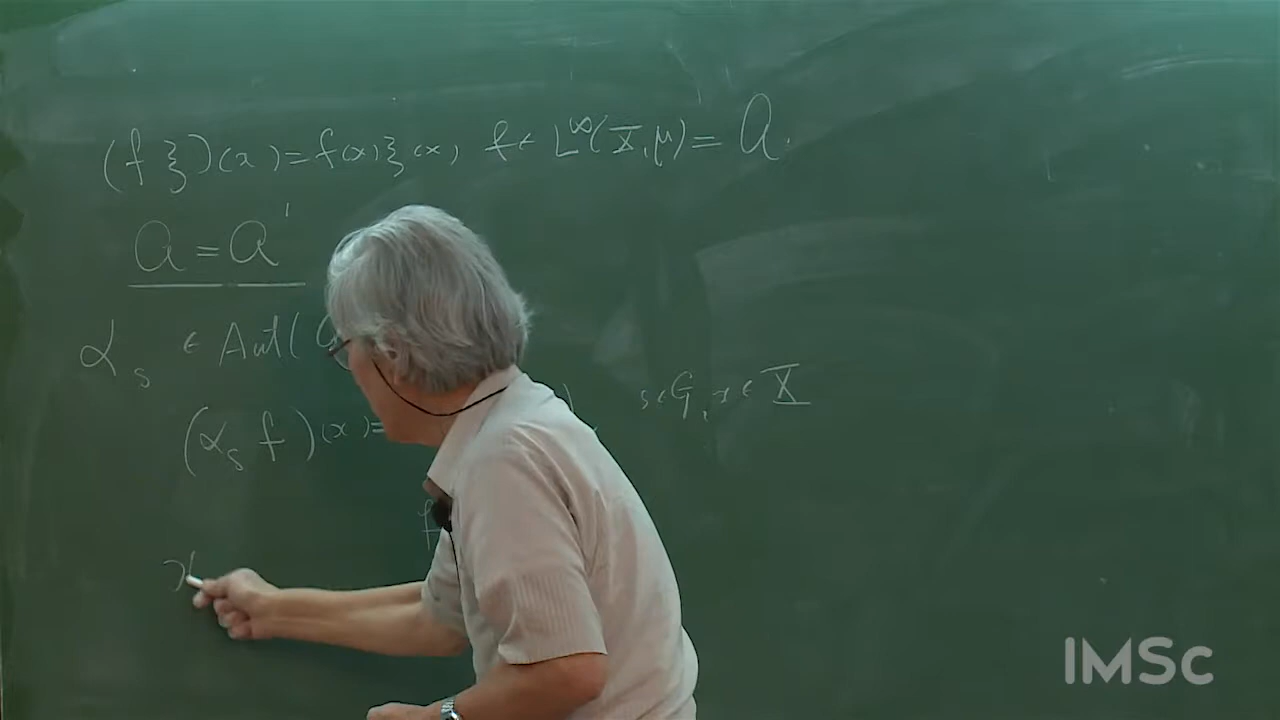 (f ξ)(x) = f(x) ξ(x), f ∈ L^∞(X, μ) = A.
A = A'
α_s ∈ Aut(
(α_s f)(x) = s ∈ G, x ∈ X
f
IMSc